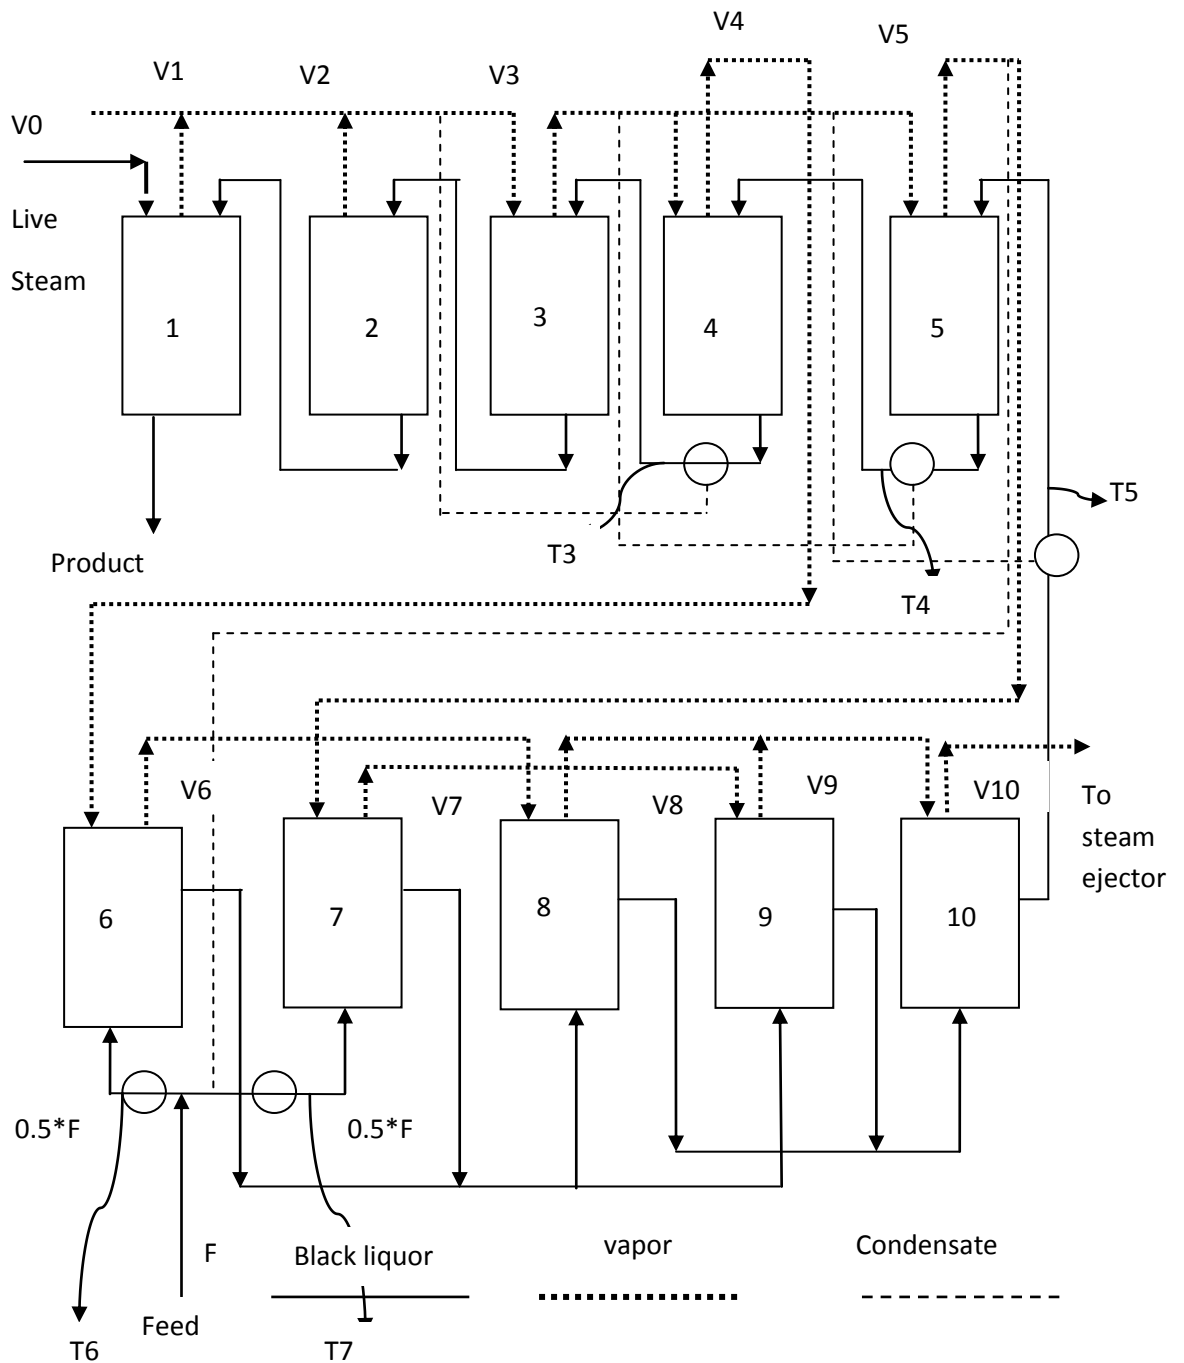 V4
V5
V1
V2
V3
V0
Live
Steam
1
2
3
4
5
T5
Product
T3
T4
V6
V7
V8
V9
V10
To
steam
ejector
6
7
8
9
10
0.5*F
0.5*F
F
Black liquor
vapor
Condensate
Feed
T6
T7